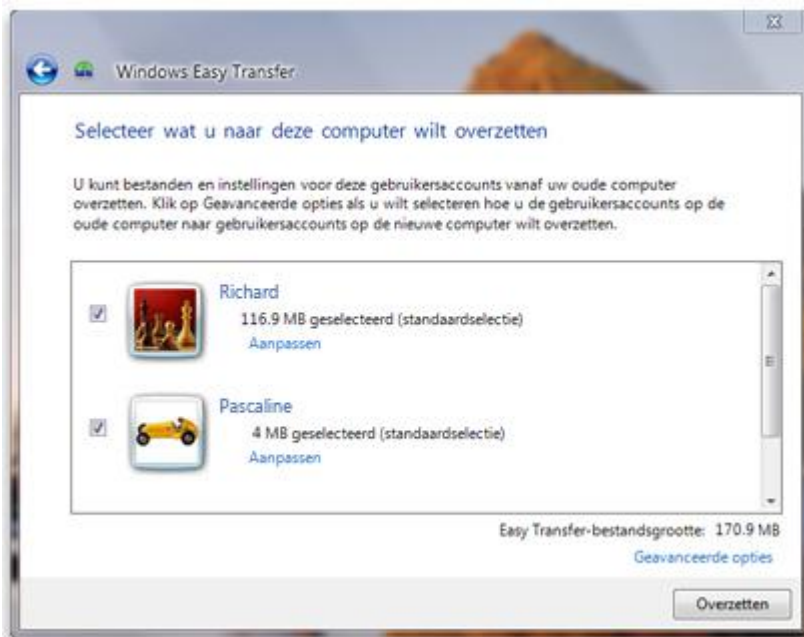 Windows Easy Transfer
Selecteer wat u naar deze computer wilt overzetten
U kunt bestanden en instellingen voor deze gebruikersaccounts vanaf uw oude computer
overzetten. Klik op Geavanceerde opties als u wilt selecteren hoe u de gebruikersaccounts op de
oude computer naar gebruikersaccounts op de nieuwe computer wilt overzetten.
Richard
116.9 MB geselecteerd (standaardselectie)
Aanpassen
Pascaline
4 MB geselecteerd (standaardselectie)
Aanpassen
Easy Transfer-bestandsgrootte: 170.9 MB
Geavanceerde opties
Overzetten